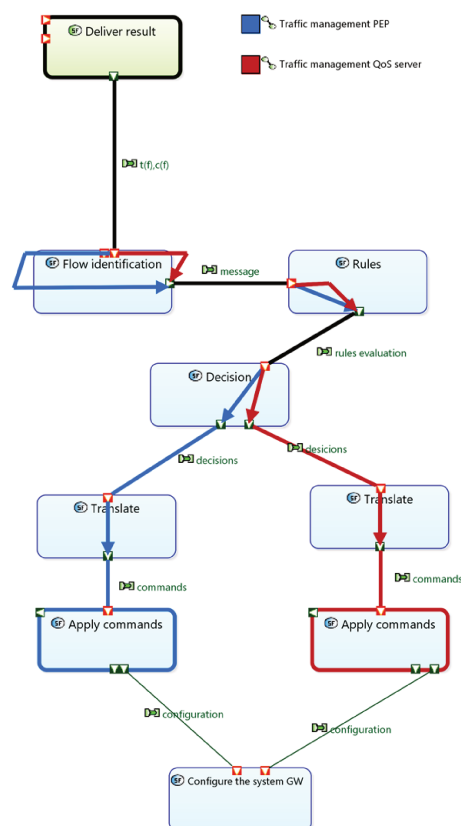 Deliver result
Traffic management PEP
Traffic management QoS server
t(f),c(f)
Flow identification
message
Rules
rules evaluation
Decision
decisions
desicions
Translate
Translate
commands
commands
Apply commands
Apply commands
configuration
configuration
Configure the system GW